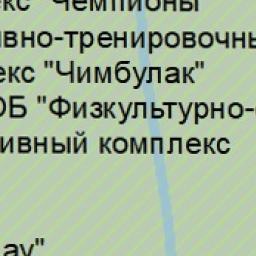 кс "Чемпионы
ивно-тренировочны
екс "Чимбулак"
ОБ "Физкультурно-
ивный комплекс
ау"